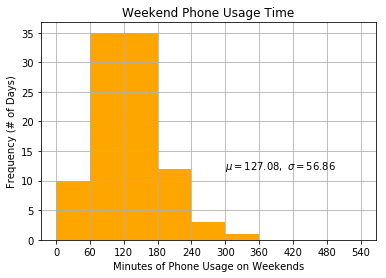 Weekend Phone Usage Time
Frequency (# of Days)
35
30
25
20
15
10
5
0
μ = 127.08, σ = 56.86
0 60 120 180 240 300 360 420 480 540
Minutes of Phone Usage on Weekends